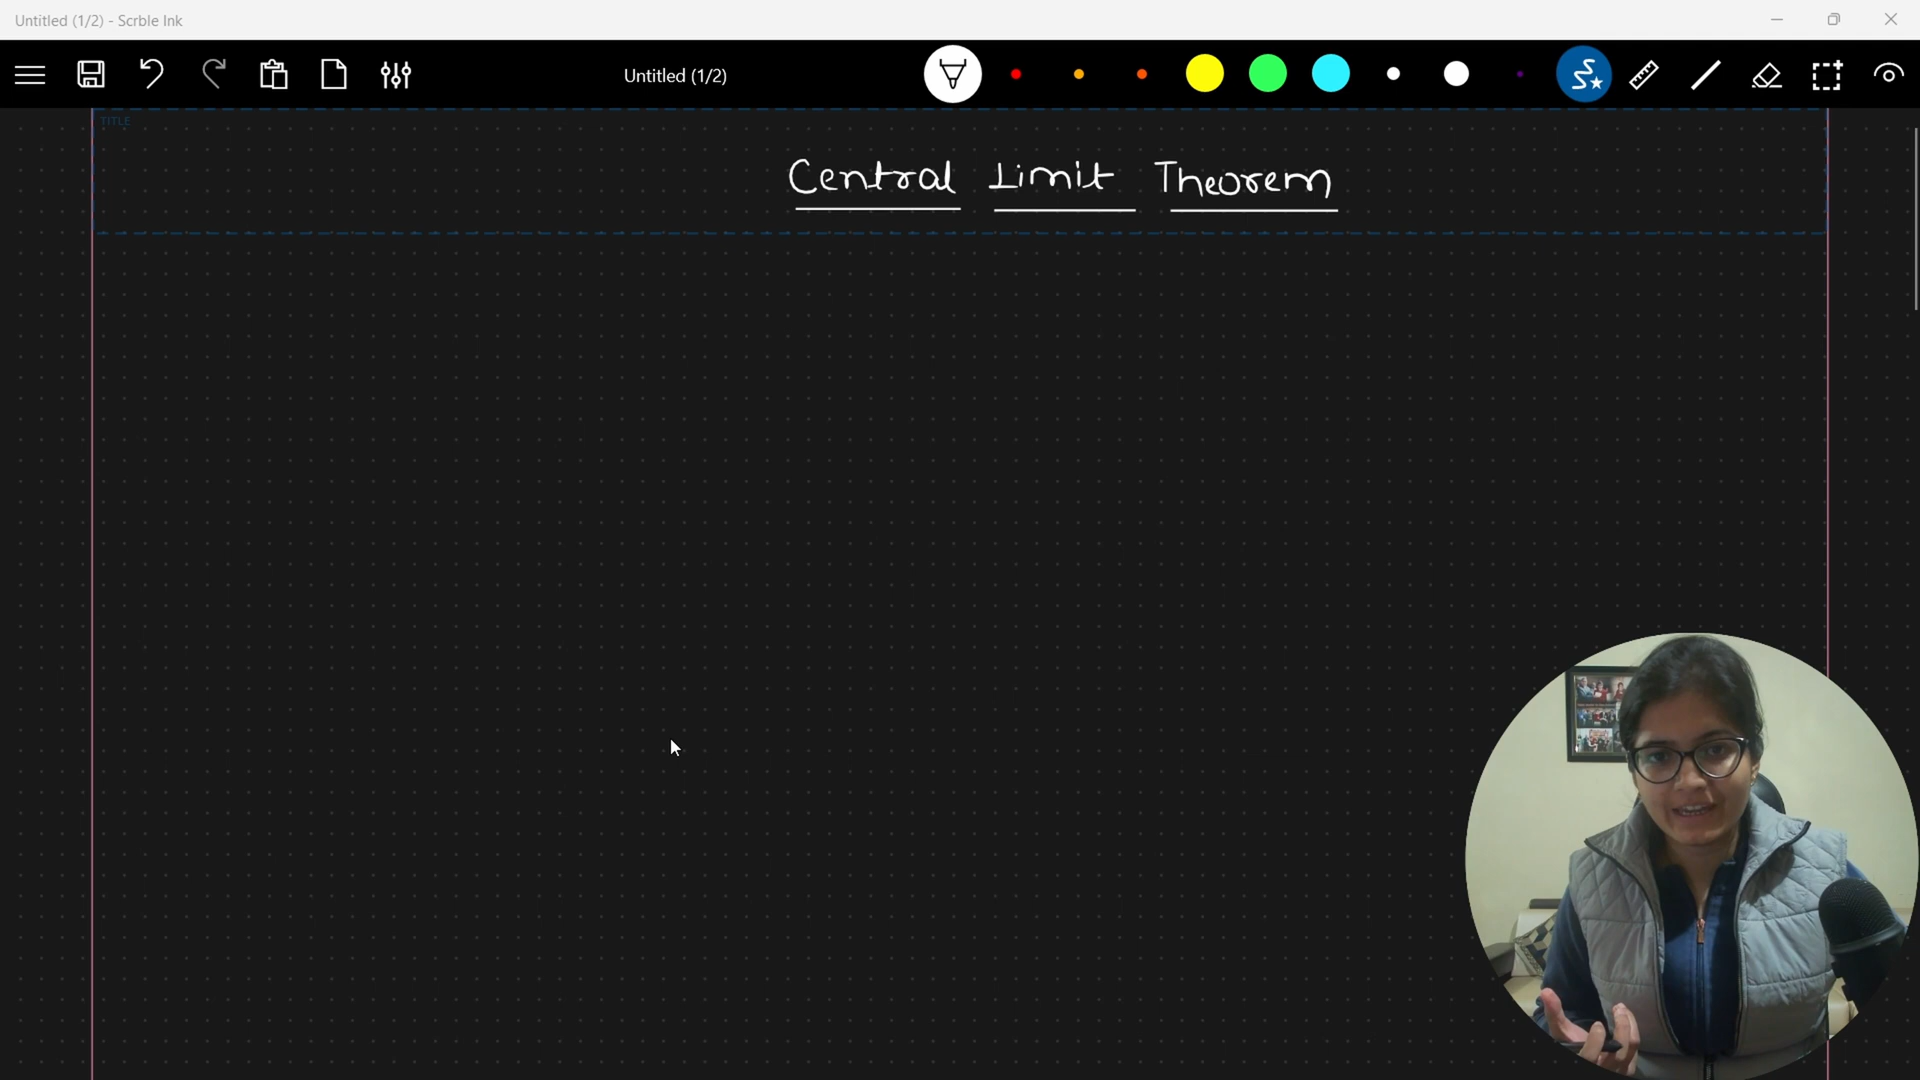 Untitled (1/2) - Scrble Ink
Untitled (1/2)
TITLE
Central Limit Theorem